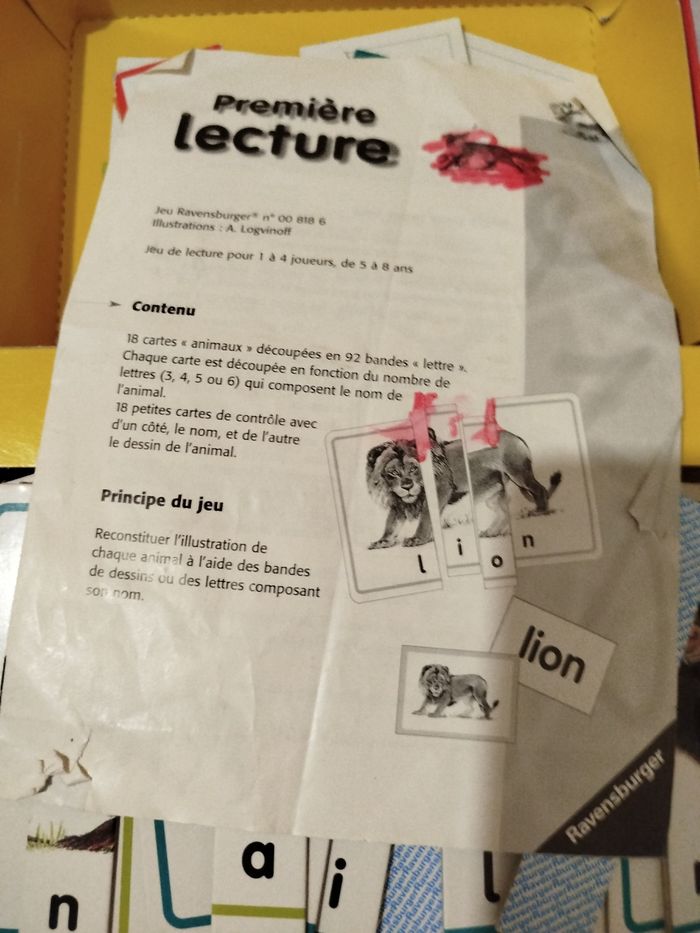 Première
lecture
Jeu Ravensburger® n° 00 818 6
Illustrations : A. Logvinoff
Jeu de lecture pour 1 à 4 joueurs, de 5 à 8 ans
➤ Contenu
18 cartes « animaux » découpées en 92 bandes « lettre ».
Chaque carte est découpée en fonction du nombre de
lettres (3, 4, 5 ou 6) qui composent le nom de
l'animal.
18 petites cartes de contrôle avec
d'un côté, le nom, et de l'autre
le dessin de l'animal.
Principe du jeu
Reconstituer l'illustration de
chaque animal à l'aide des bandes
de dessins ou des lettres composant
son nom.
l i o n
lion
Ravensburger
n a i l
Ravensburger